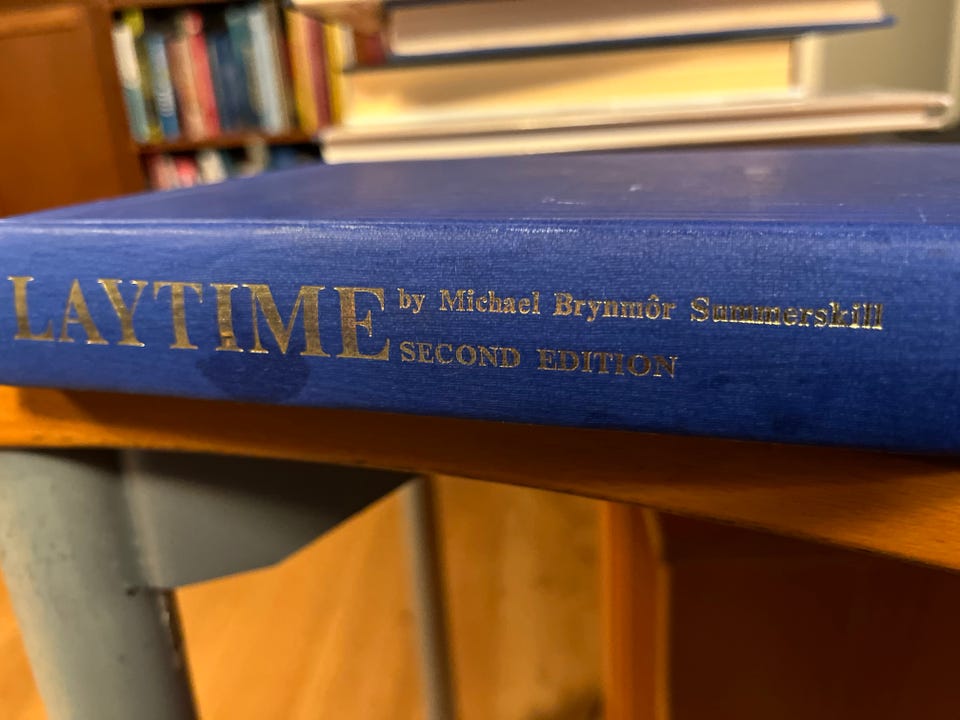 LAYTIME by Michael Brynmôr Summerskill
SECOND EDITION